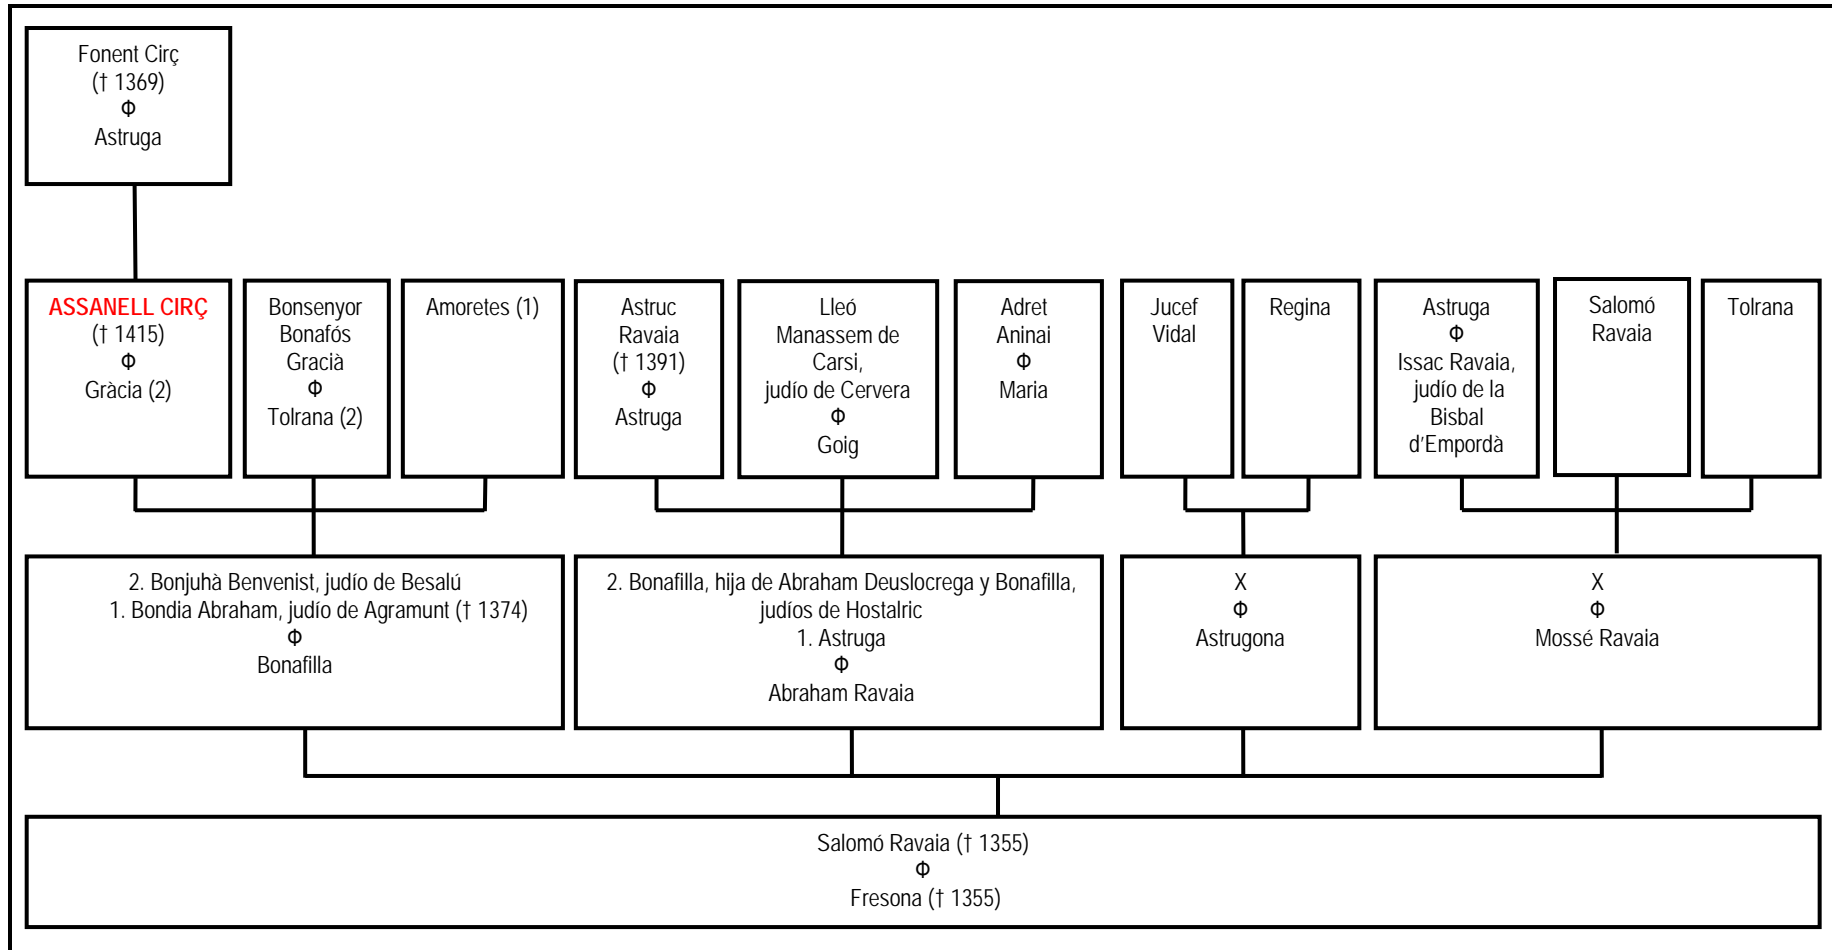 Fonent Cirç
(† 1369)
Φ
Astruga
ASSANELL CIRÇ
(† 1415)
Φ
Gràcia (2)
Bonsenyor
Bonafós
Gracià
Φ
Tolrana (2)
Amoretes (1)
Astruc
Ravaia
(† 1391)
Φ
Astruga
Lleó
Manassem de
Carsi,
judío de Cervera
Φ
Goig
Adret
Aninai
Φ
Maria
Jucef
Vidal
Regina
Astruga
Φ
Issac Ravaia,
judío de la
Bisbal
d'Empordà
Salomó
Ravaia
Tolrana
2. Bonjuhà Benvenist, judío de Besalú
1. Bondia Abraham, judío de Agramunt († 1374)
Φ
Bonafilla
2. Bonafilla, hija de Abraham Deuslocrega y Bonafilla,
judíos de Hostalric
1. Astruga
Φ
Abraham Ravaia
X
Φ
Astrugona
X
Φ
Mossé Ravaia
Salomó Ravaia († 1355)
Φ
Fresona († 1355)